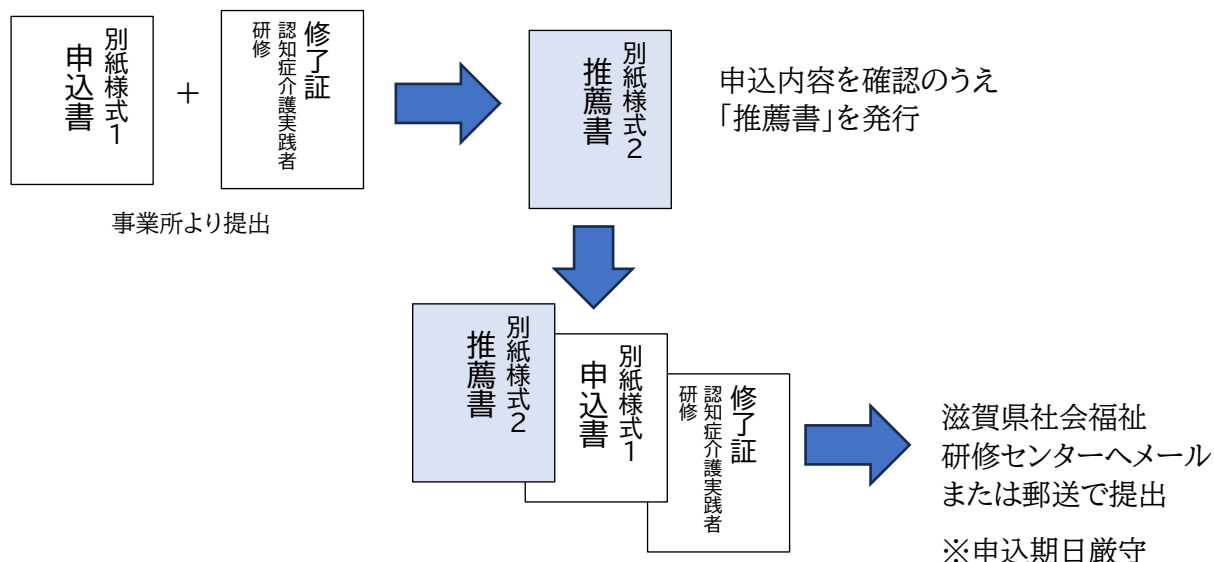 別紙様式1
申込書
+
修了証
認知症介護実践者
研修
事業所より提出
別紙様式2
推薦書
申込内容を確認のうえ
「推薦書」を発行
別紙様式2
推薦書
別紙様式1
申込書
修了証
認知症介護実践者
研修
滋賀県社会福祉
研修センターへメール
または郵送で提出
※申込期日厳守